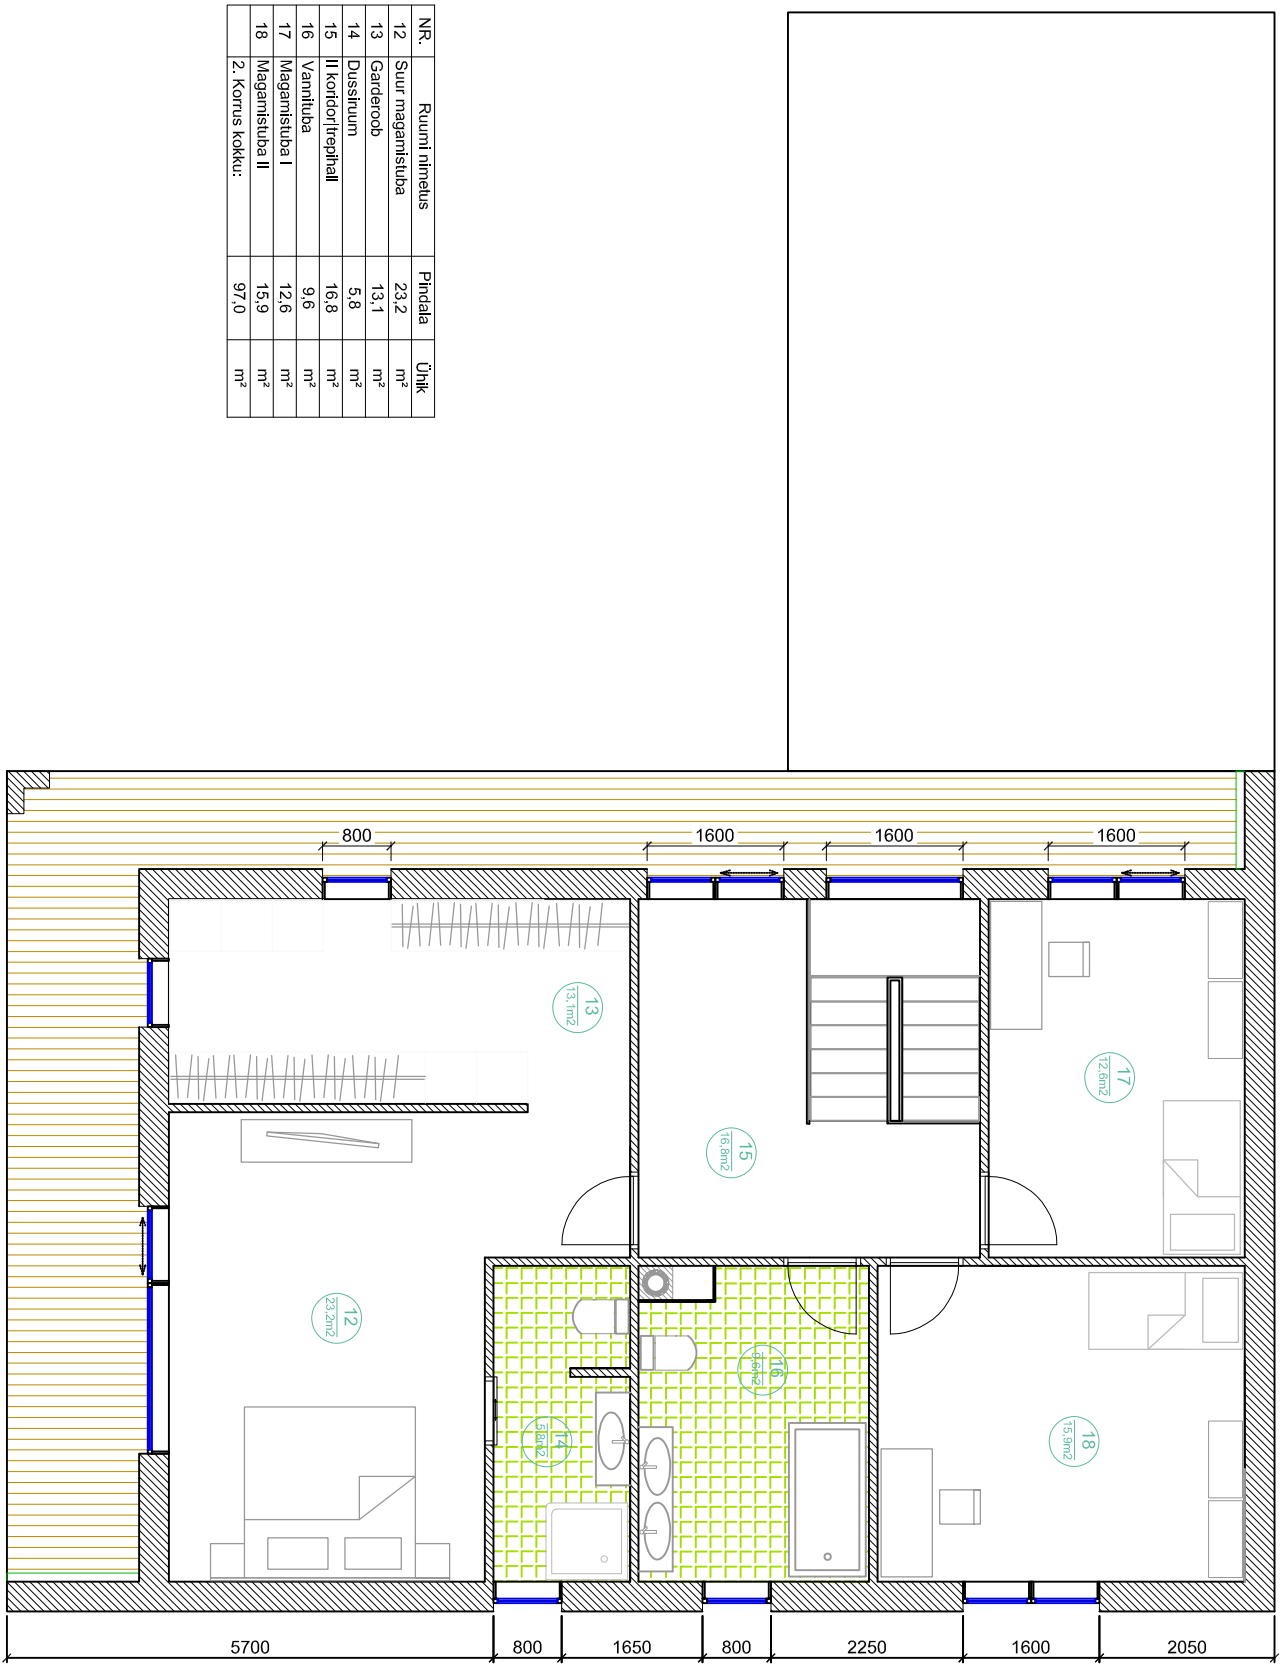 NR. Ruumi nimetus Pindala Ühik
12 Suur magamistuba 23,2 m²
13 Garderoob 13,1 m²
14 Dussiruum 5,8 m²
15 II koridor|trepihall 16,8 m²
16 Vannituba 9,6 m²
17 Magamistuba I 12,6 m²
18 Magamistuba II 15,9 m²
2. Korrus kokku: 97,0 m²
800
1600
1600
1600
13
13,1m2
17
12,6m2
15
16,8m2
12
23,2m2
16
9,6m2
14
5,8m2
18
15,9m2
5700
800
1650
800
2250
1600
2050